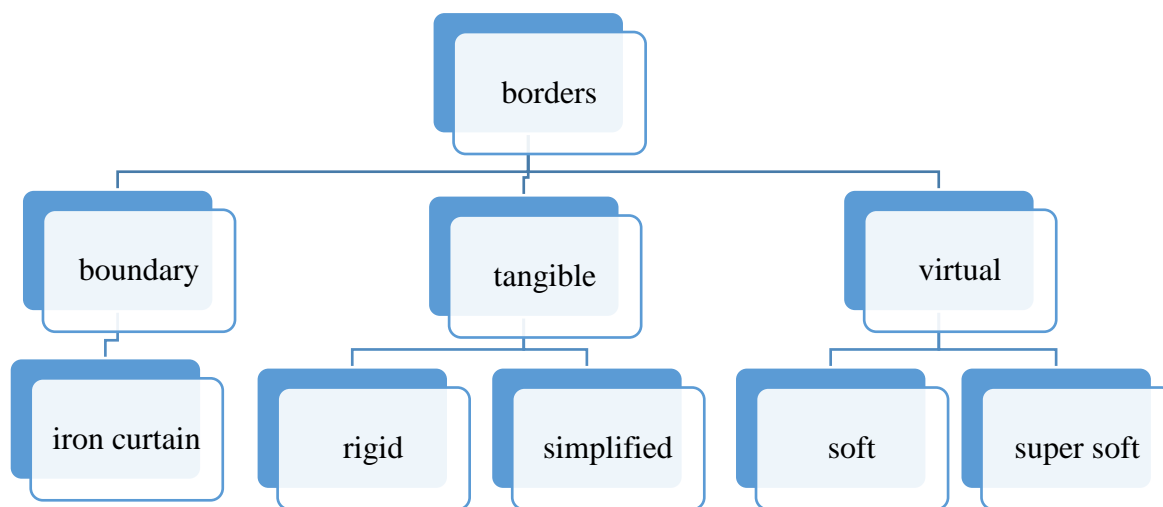 borders
boundary
tangible
virtual
iron curtain
rigid
simplified
soft
super soft